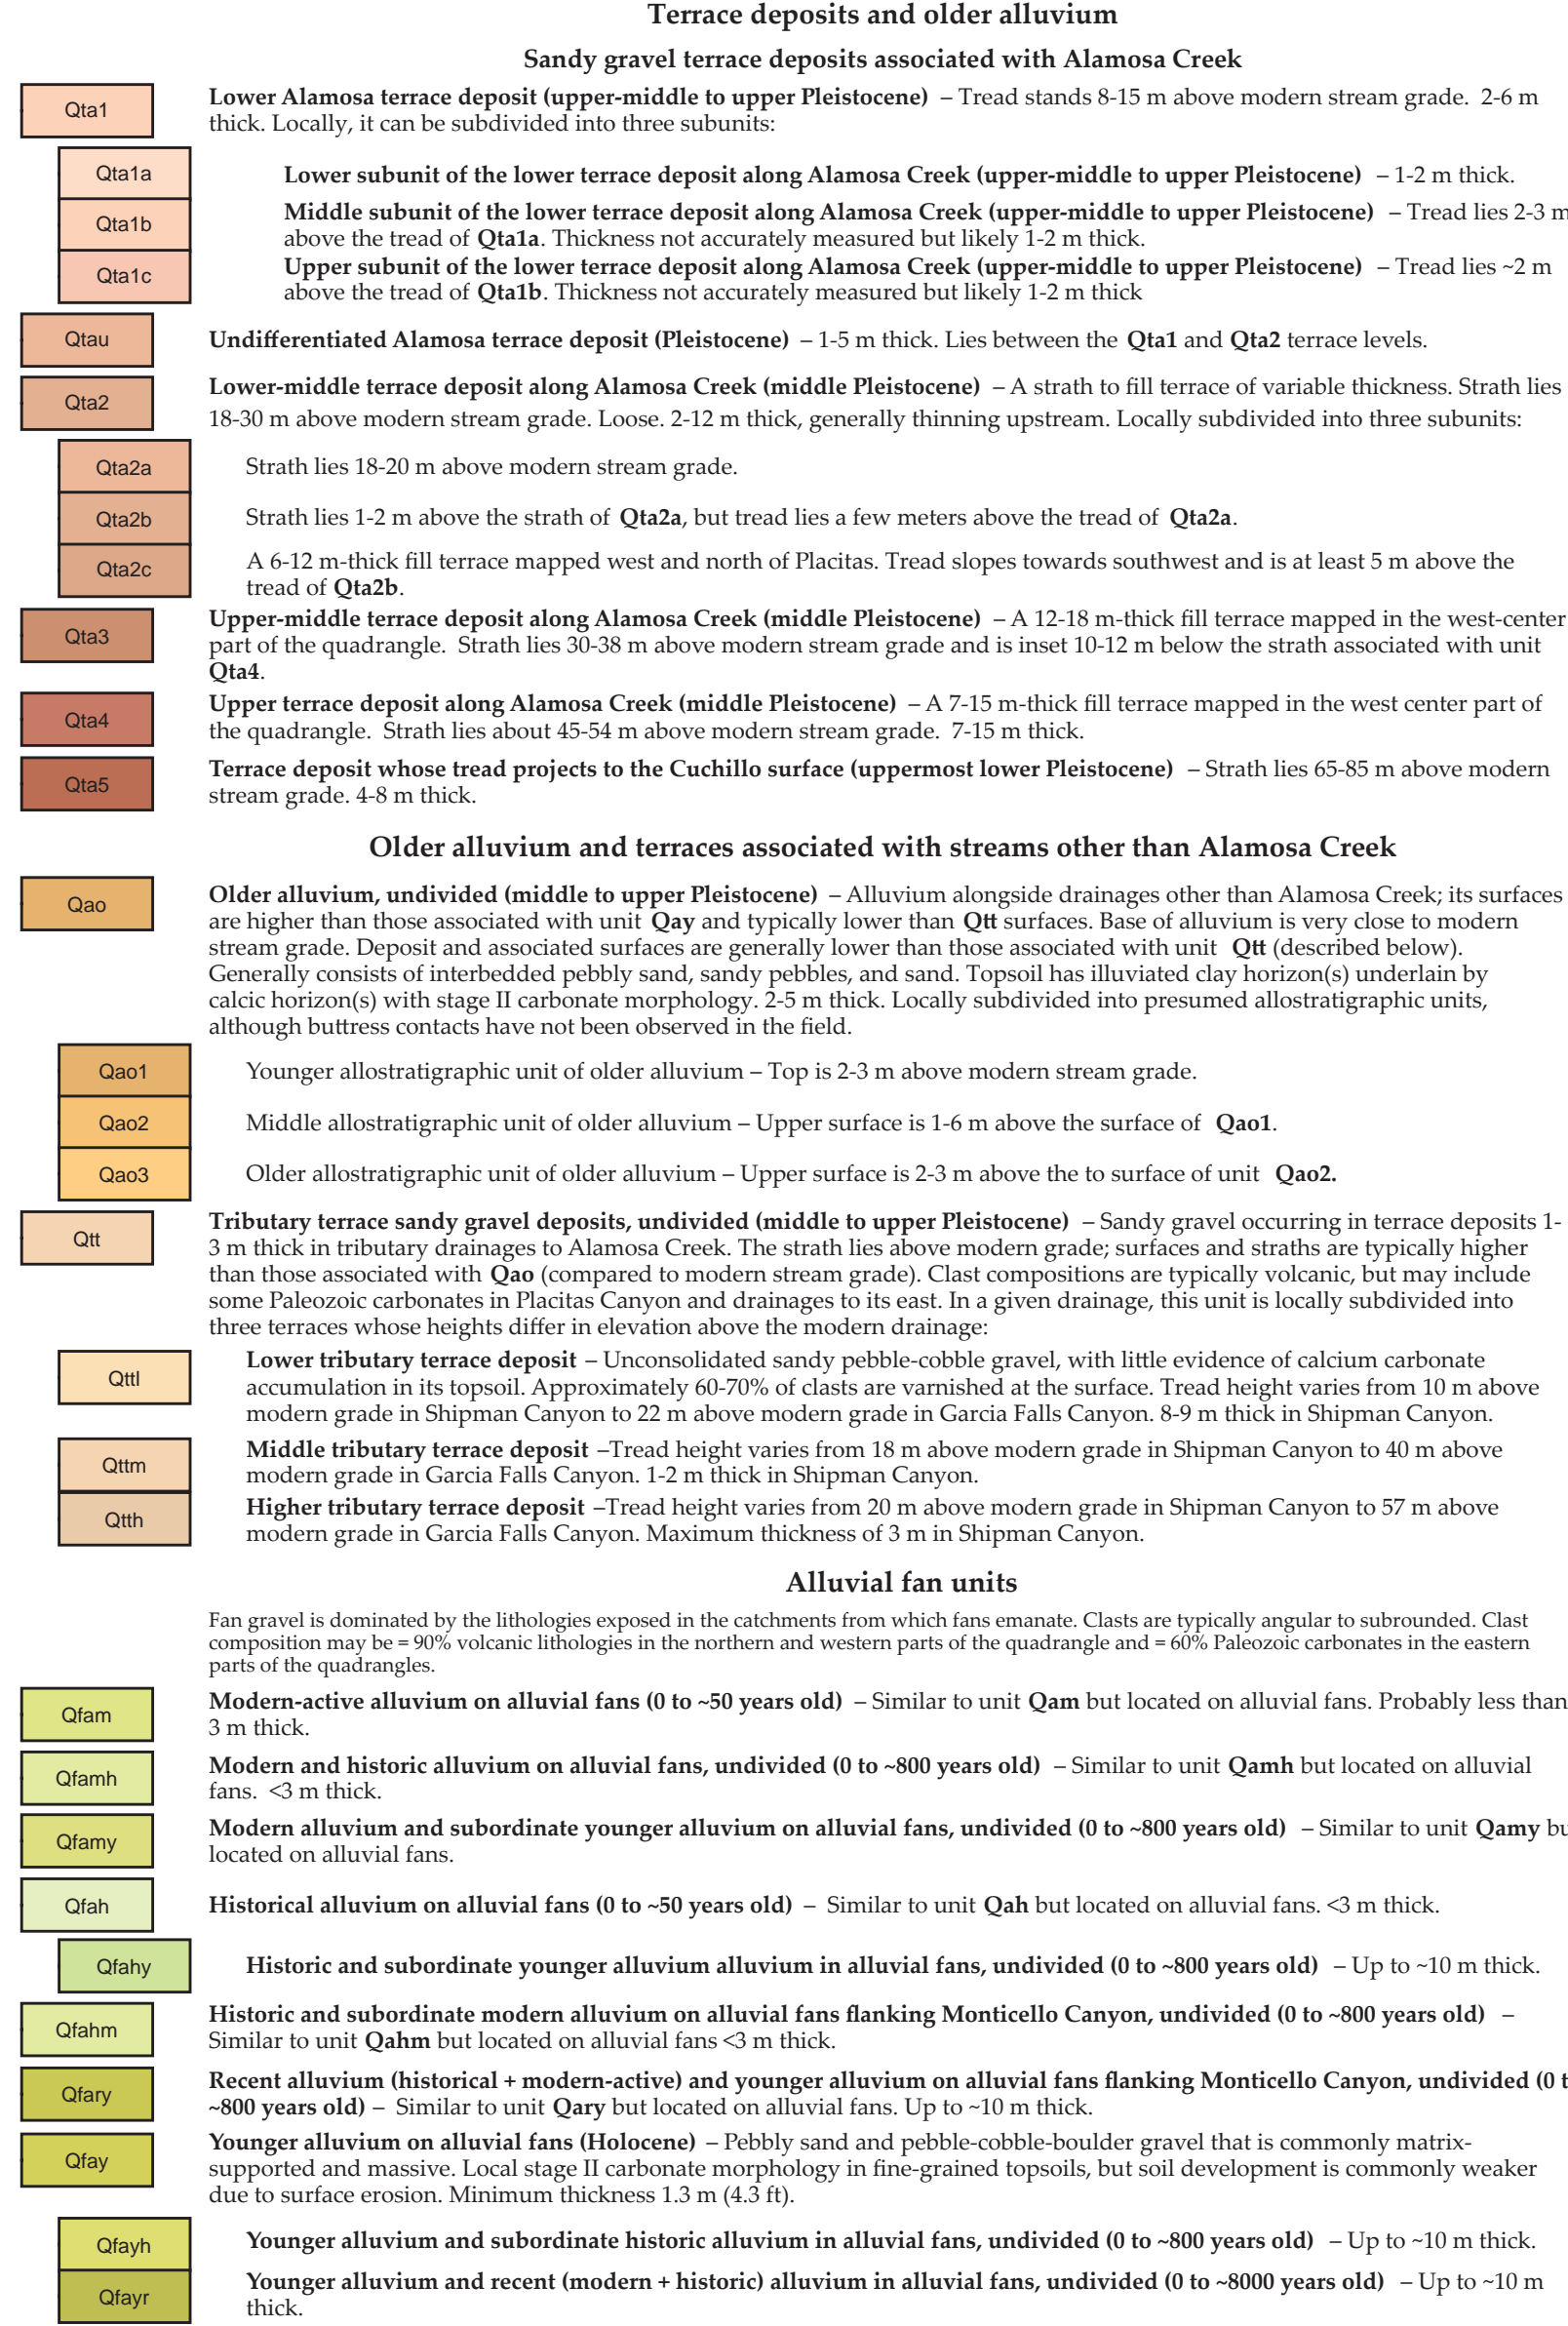 Terrace deposits and older alluvium
Sandy gravel terrace deposits associated with Alamosa Creek
Qta1
Lower Alamosa terrace deposit (upper-middle to upper Pleistocene) – Tread stands 8-15 m above modern stream grade. 2-6 m
thick. Locally, it can be subdivided into three subunits:
Qta1a
Lower subunit of the lower terrace deposit along Alamosa Creek (upper-middle to upper Pleistocene) – 1-2 m thick.
Qta1b
Middle subunit of the lower terrace deposit along Alamosa Creek (upper-middle to upper Pleistocene) – Tread lies 2-3 m
above the tread of Qta1a. Thickness not accurately measured but likely 1-2 m thick.
Qta1c
Upper subunit of the lower terrace deposit along Alamosa Creek (upper-middle to upper Pleistocene) – Tread lies ~2 m
above the tread of Qta1b. Thickness not accurately measured but likely 1-2 m thick
Qtau
Undifferentiated Alamosa terrace deposit (Pleistocene) – 1-5 m thick. Lies between the Qta1 and Qta2 terrace levels.
Qta2
Lower-middle terrace deposit along Alamosa Creek (middle Pleistocene) – A strath to fill terrace of variable thickness. Strath lies
18-30 m above modern stream grade. Loose. 2-12 m thick, generally thinning upstream. Locally subdivided into three subunits:
Qta2a
Strath lies 18-20 m above modern stream grade.
Qta2b
Strath lies 1-2 m above the strath of Qta2a, but tread lies a few meters above the tread of Qta2a.
Qta2c
A 6-12 m-thick fill terrace mapped west and north of Placitas. Tread slopes towards southwest and is at least 5 m above the
tread of Qta2b.
Qta3
Upper-middle terrace deposit along Alamosa Creek (middle Pleistocene) – A 12-18 m-thick fill terrace mapped in the west-center
part of the quadrangle. Strath lies 30-38 m above modern stream grade and is inset 10-12 m below the strath associated with unit
Qta4.
Qta4
Upper terrace deposit along Alamosa Creek (middle Pleistocene) – A 7-15 m-thick fill terrace mapped in the west center part of
the quadrangle. Strath lies about 45-54 m above modern stream grade. 7-15 m thick.
Qta5
Terrace deposit whose tread projects to the Cuchillo surface (uppermost lower Pleistocene) – Strath lies 65-85 m above modern
stream grade. 4-8 m thick.
Older alluvium and terraces associated with streams other than Alamosa Creek
Qao
Older alluvium, undivided (middle to upper Pleistocene) – Alluvium alongside drainages other than Alamosa Creek; its surfaces
are higher than those associated with unit Qay and typically lower than Qtt surfaces. Base of alluvium is very close to modern
stream grade. Deposit and associated surfaces are generally lower than those associated with unit Qtt (described below).
Generally consists of interbedded pebbly sand, sandy pebbles, and sand. Topsoil has illuviated clay horizon(s) underlain by
calcic horizon(s) with stage II carbonate morphology. 2-5 m thick. Locally subdivided into presumed allostratigraphic units,
although buttress contacts have not been observed in the field.
Qao1
Younger allostratigraphic unit of older alluvium – Top is 2-3 m above modern stream grade.
Qao2
Middle allostratigraphic unit of older alluvium – Upper surface is 1-6 m above the surface of Qao1.
Qao3
Older allostratigraphic unit of older alluvium – Upper surface is 2-3 m above the to surface of unit Qao2.
Qtt
Tributary terrace sandy gravel deposits, undivided (middle to upper Pleistocene) – Sandy gravel occurring in terrace deposits 1-
3 m thick in tributary drainages to Alamosa Creek. The strath lies above modern grade; surfaces and straths are typically higher
than those associated with Qao (compared to modern stream grade). Clast compositions are typically volcanic, but may include
some Paleozoic carbonates in Placitas Canyon and drainages to its east. In a given drainage, this unit is locally subdivided into
three terraces whose heights differ in elevation above the modern drainage:
Qttl
Lower tributary terrace deposit – Unconsolidated sandy pebble-cobble gravel, with little evidence of calcium carbonate
accumulation in its topsoil. Approximately 60-70% of clasts are varnished at the surface. Tread height varies from 10 m above
modern grade in Shipman Canyon to 22 m above modern grade in Garcia Falls Canyon. 8-9 m thick in Shipman Canyon.
Qttm
Middle tributary terrace deposit –Tread height varies from 18 m above modern grade in Shipman Canyon to 40 m above
modern grade in Garcia Falls Canyon. 1-2 m thick in Shipman Canyon.
Qtth
Higher tributary terrace deposit –Tread height varies from 20 m above modern grade in Shipman Canyon to 57 m above
modern grade in Garcia Falls Canyon. Maximum thickness of 3 m in Shipman Canyon.
Alluvial fan units
Fan gravel is dominated by the lithologies exposed in the catchments from which fans emanate. Clasts are typically angular to subrounded. Clast
composition may be = 90% volcanic lithologies in the northern and western parts of the quadrangle and = 60% Paleozoic carbonates in the eastern
parts of the quadrangles.
Qfam
Modern-active alluvium on alluvial fans (0 to ~50 years old) – Similar to unit Qam but located on alluvial fans. Probably less than
3 m thick.
Qfamh
Modern and historic alluvium on alluvial fans, undivided (0 to ~800 years old) – Similar to unit Qamh but located on alluvial
fans. <3 m thick.
Qfamy
Modern alluvium and subordinate younger alluvium on alluvial fans, undivided (0 to ~800 years old) – Similar to unit Qamy bu
located on alluvial fans.
Qfah
Historical alluvium on alluvial fans (0 to ~50 years old) – Similar to unit Qah but located on alluvial fans. <3 m thick.
Qfahy
Historic and subordinate younger alluvium alluvium in alluvial fans, undivided (0 to ~800 years old) – Up to ~10 m thick.
Qfahm
Historic and subordinate modern alluvium on alluvial fans flanking Monticello Canyon, undivided (0 to ~800 years old) –
Similar to unit Qahm but located on alluvial fans <3 m thick.
Qfary
Recent alluvium (historical + modern-active) and younger alluvium on alluvial fans flanking Monticello Canyon, undivided (0 t
~800 years old) – Similar to unit Qary but located on alluvial fans. Up to ~10 m thick.
Qfay
Younger alluvium on alluvial fans (Holocene) – Pebbly sand and pebble-cobble-boulder gravel that is commonly matrix-
supported and massive. Local stage II carbonate morphology in fine-grained topsoils, but soil development is commonly weaker
due to surface erosion. Minimum thickness 1.3 m (4.3 ft).
Qfayh
Younger alluvium and subordinate historic alluvium in alluvial fans, undivided (0 to ~800 years old) – Up to ~10 m thick.
Qfayr
Younger alluvium and recent (modern + historic) alluvium in alluvial fans, undivided (0 to ~8000 years old) – Up to ~10 m
thick.